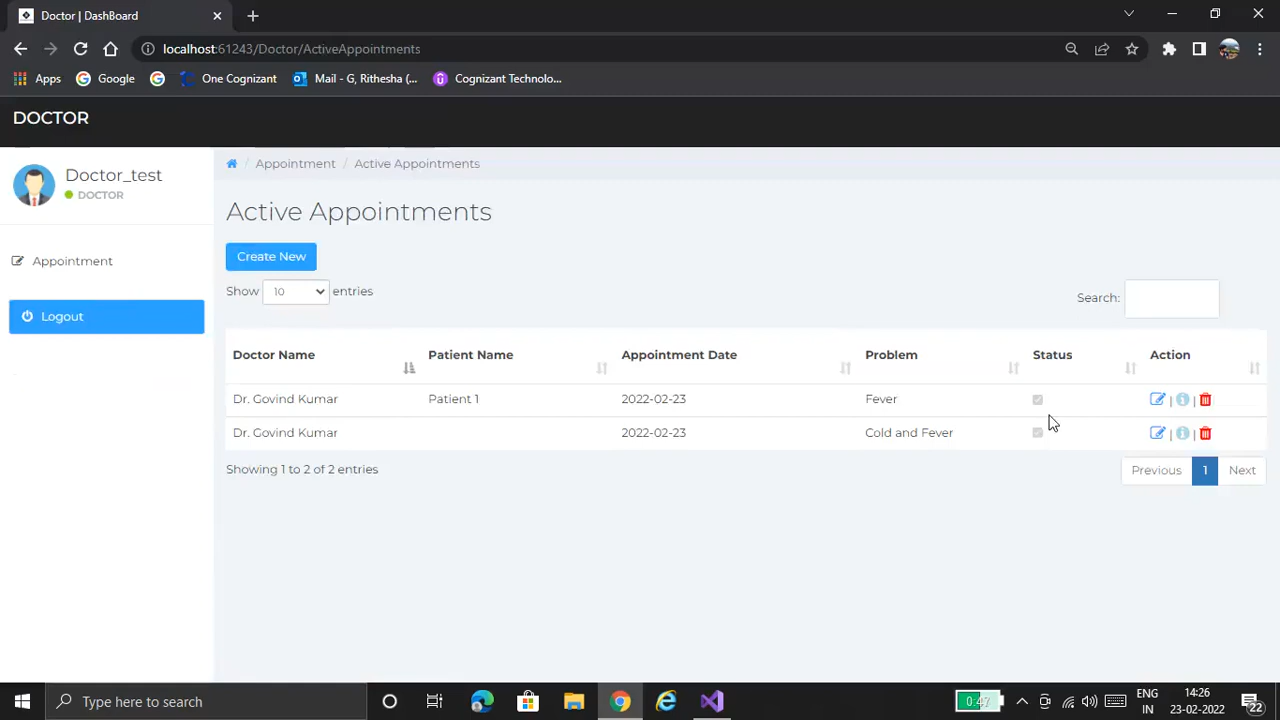 Doctor | DashBoard
localhost:61243/Doctor/ActiveAppointments
Apps Google One Cognizant Mail - G, Rithesha (... Cognizant Technolo...
DOCTOR
Doctor_test
DOCTOR
Appointment
Logout
Appointment / Active Appointments
Active Appointments
Create New
Show 10 entries
Search:
Doctor Name Patient Name Appointment Date Problem Status Action
Dr. Govind Kumar Patient 1 2022-02-23 Fever | |
Dr. Govind Kumar 2022-02-23 Cold and Fever | |
Showing 1 to 2 of 2 entries
Previous 1 Next
Type here to search
0:47
ENG
IN
14:26
23-02-2022
22